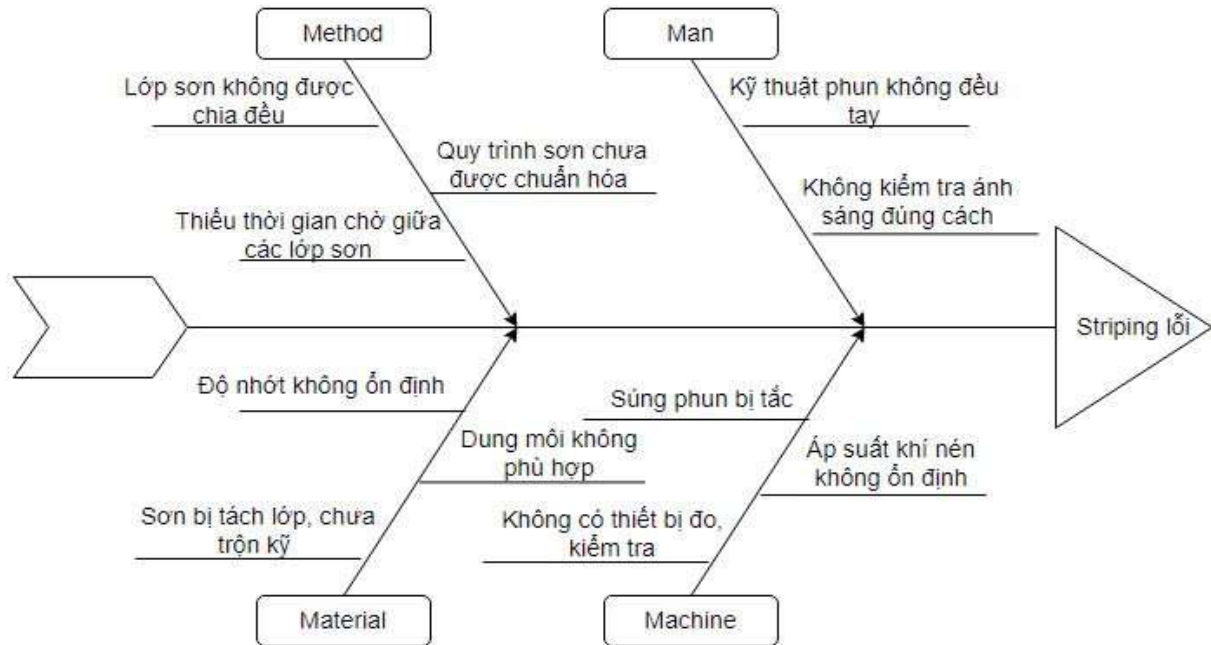 Method
Man
Lớp sơn không được
chia đều
Kỹ thuật phun không đều
tay
Quy trình sơn chưa
được chuẩn hóa
Không kiểm tra ánh
sáng đúng cách
Thiếu thời gian chờ giữa
các lớp sơn
Striping lỗi
Độ nhớt không ổn định
Súng phun bị tắc
Dung môi không
phù hợp
Áp suất khí nén
không ổn định
Sơn bị tách lớp, chưa
trộn kỹ
Không có thiết bị đo,
kiểm tra
Material
Machine